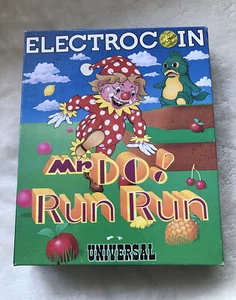 ELECTROCOIN
Mr DO!
Run Run
UNIVERSAL